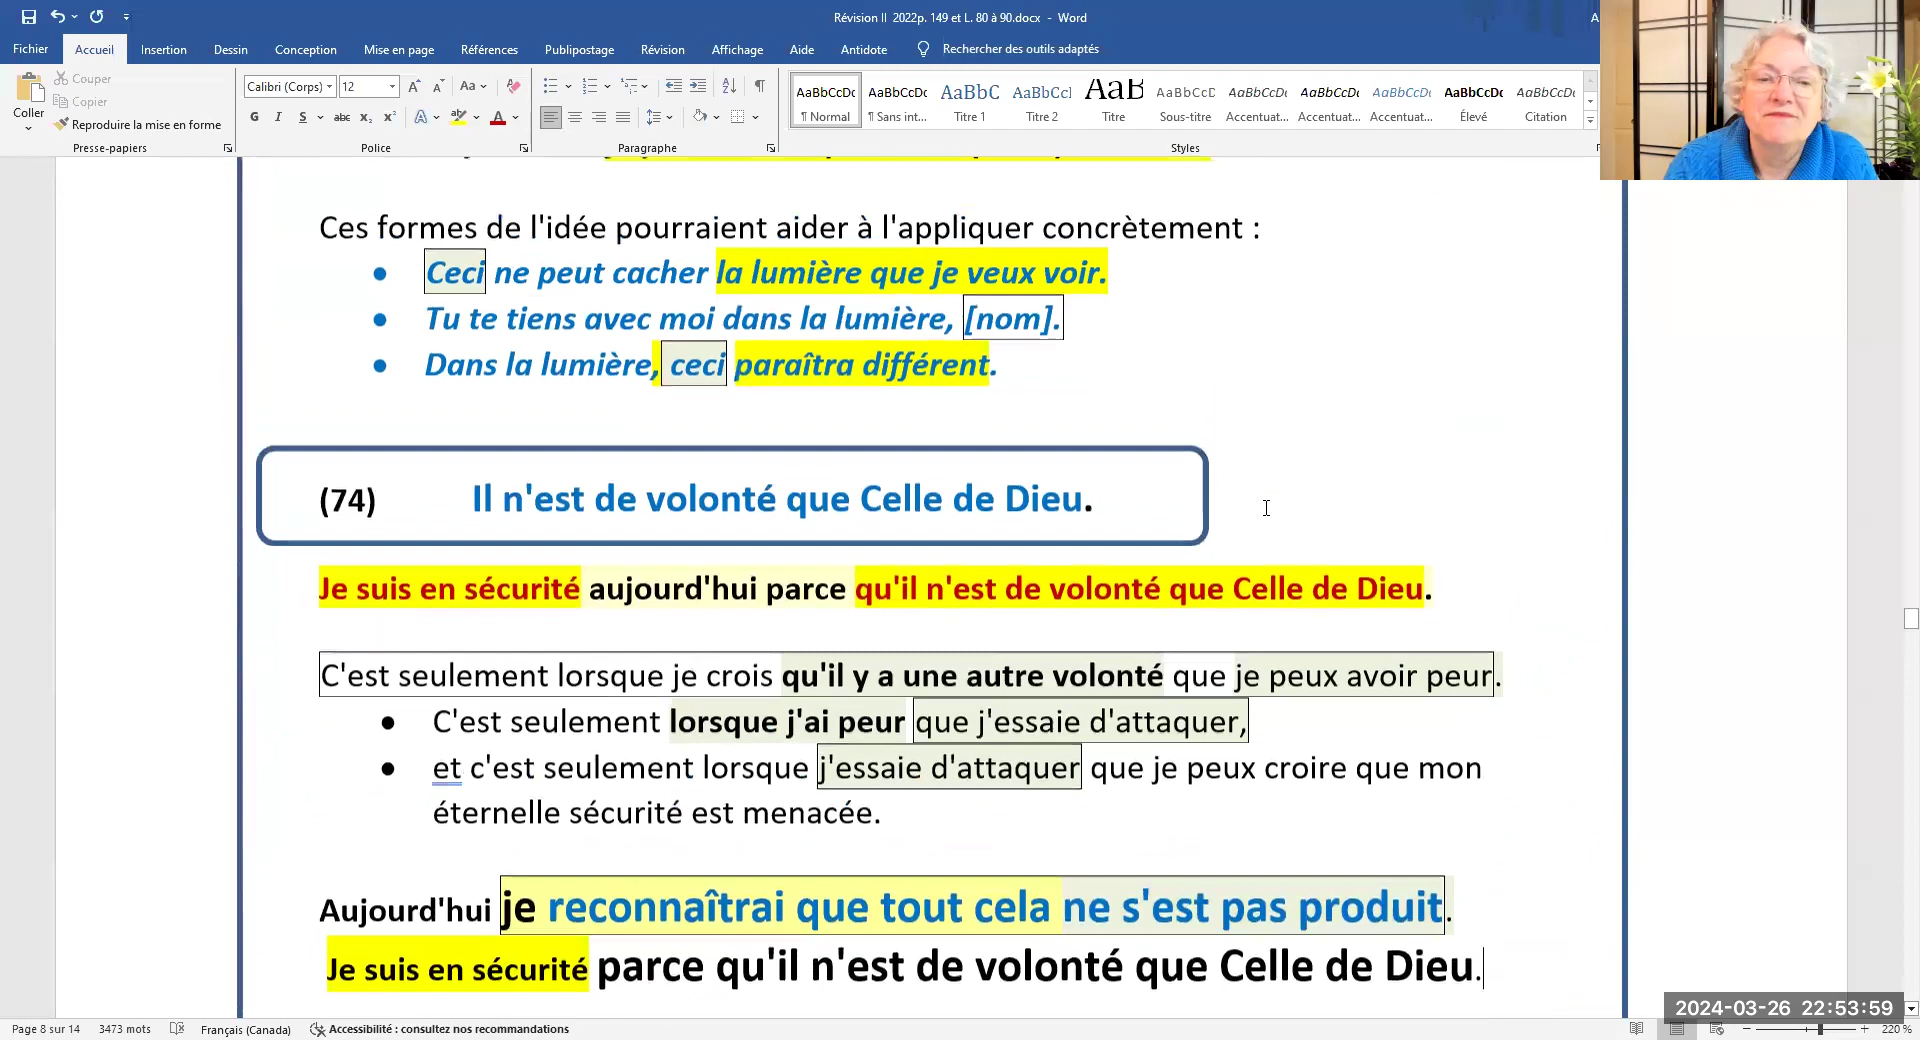 Révision II 2022p. 149 et L. 80 à 90.docx - Word
Fichier Accueil Insertion Dessin Conception Mise en page Références Publipostage Révision Affichage Aide Antidote Rechercher des outils adaptés
Coller
Couper
Copier
Reproduire la mise en forme
Presse-papiers
Calibri (Corps) 12
Aa
G I S abc x₂ x² A A
Police
Paragraphe
AaBbCcDc AaBbCcDc AaBbC AaBbCcI AaB AaBbCcD AaBbCcDc AaBbCcDc AaBbCcDc AaBbCcDc AaBbCcDc
¶ Normal ¶ Sans int... Titre 1 Titre 2 Titre Sous-titre Accentuat... Accentuat... Accentuat... Élevé Citation
Styles
Ces formes de l'idée pourraient aider à l'appliquer concrètement :
• Ceci ne peut cacher la lumière que je veux voir.
• Tu te tiens avec moi dans la lumière, [nom].
• Dans la lumière, ceci paraîtra différent.
(74) Il n'est de volonté que Celle de Dieu.
Je suis en sécurité aujourd'hui parce qu'il n'est de volonté que Celle de Dieu.
C'est seulement lorsque je crois qu'il y a une autre volonté que je peux avoir peur.
• C'est seulement lorsque j'ai peur que j'essaie d'attaquer,
• et c'est seulement lorsque j'essaie d'attaquer que je peux croire que mon
éternelle sécurité est menacée.
Aujourd'hui je reconnaîtrai que tout cela ne s'est pas produit.
Je suis en sécurité parce qu'il n'est de volonté que Celle de Dieu.
2024-03-26 22:53:59
Page 8 sur 14 3473 mots Français (Canada) Accessibilité : consultez nos recommandations 220 %